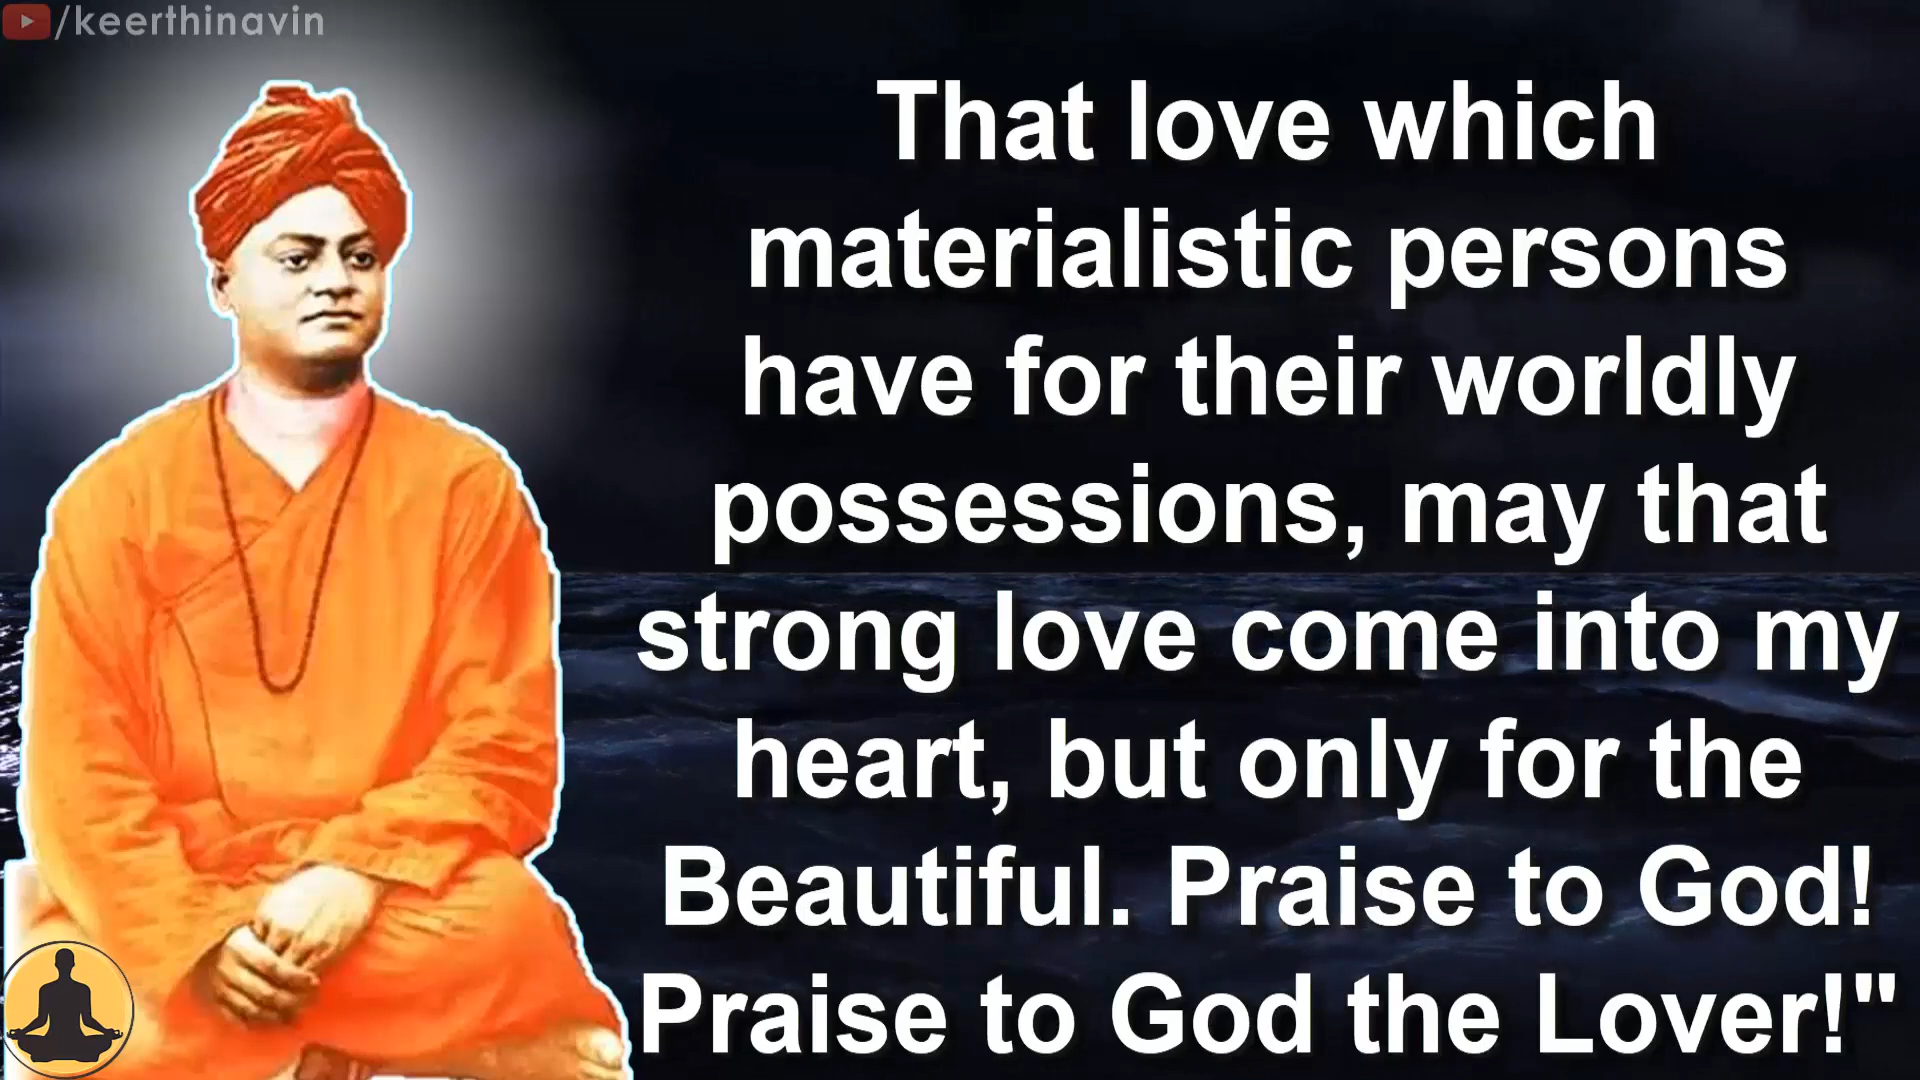 /keerthinavin
That love which
materialistic persons
have for their worldly
possessions, may that
strong love come into my
heart, but only for the
Beautiful. Praise to God!
Praise to God the Lover!"